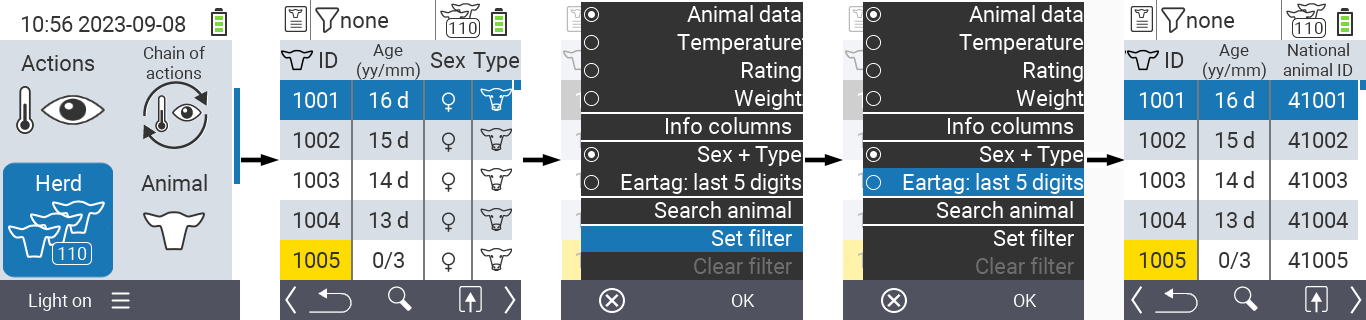 10:56 2023-09-08
Actions
Chain of
actions
Herd
110
Animal
Light on
none
110
ID
Age
(yy/mm)
Sex
Type
1001 16 d
1002 15 d
1003 14 d
1004 13 d
1005 0/3
Animal data
Temperature
Rating
Weight
Info columns
Sex + Type
Eartag: last 5 digits
Search animal
Set filter
Clear filter
OK
Animal data
Temperature
Rating
Weight
Info columns
Sex + Type
Eartag: last 5 digits
Search animal
Set filter
Clear filter
OK
none
110
ID
Age
(yy/mm)
National
animal ID
1001 16 d 41001
1002 15 d 41002
1003 14 d 41003
1004 13 d 41004
1005 0/3 41005